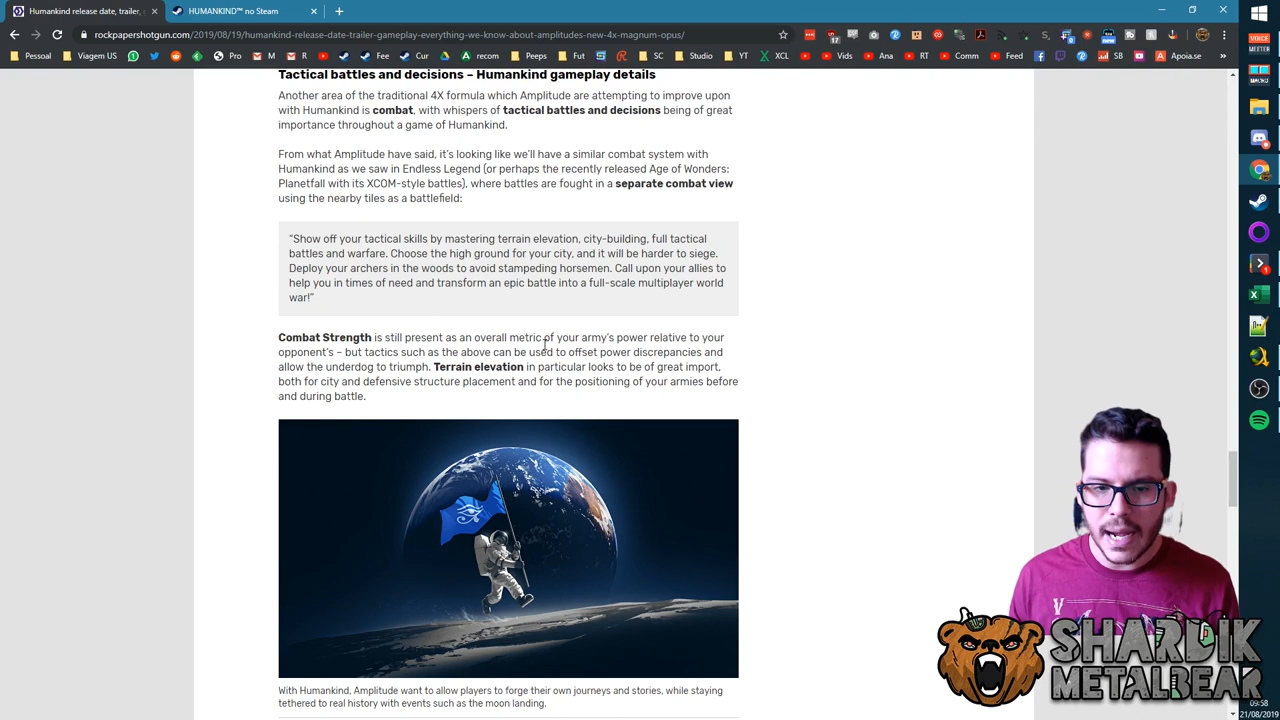 Humankind release date, trailer,
HUMANKIND™ no Steam
rockpapershotgun.com/2019/08/19/humankind-release-date-trailer-gameplay-everything-we-know-about-amplitudes-new-4x-magnum-opus/
Pessoal
Viagem UMS
Pro
M
R
Fee
Cam
recom
Peeps
Fut
SC
Studio
YT
XCL
Vids
Ana
RT
Comm
Feed
SB
M
Apoia.se
VOICE
MEETER
MACRO
Tactical battles and decisions – Humankind gameplay details
Another area of the traditional 4X formula which Amplitude are attempting to improve upon
with Humankind is combat, with whispers of tactical battles and decisions being of great
importance throughout a game of Humankind.
From what Amplitude have said, it's looking like we'll have a similar combat system with
Humankind as we saw in Endless Legend (or perhaps the recently released Age of Wonders:
Planetfall with its XCOM-style battles), where battles are fought in a separate combat view
using the nearby tiles as a battlefield:
“Show off your tactical skills by mastering terrain elevation, city-building, full tactical
battles and warfare. Choose the high ground for your city, and it will be harder to siege.
Deploy your archers in the woods to avoid stampeding horsemen. Call upon your allies to
help you in times of need and transform an epic battle into a full-scale multiplayer world
war!”
Combat Strength is still present as an overall metric of your army's power relative to your
opponent's – but tactics such as the above can be used to offset power discrepancies and
allow the underdog to triumph. Terrain elevation in particular looks to be of great import,
both for city and defensive structure placement and for the positioning of your armies before
and during battle.
With Humankind, Amplitude want to allow players to forge their own journeys and stories, while staying
tethered to real history with events such as the moon landing.
SHARDIK
METALBEAR
09:58
21/08/2019